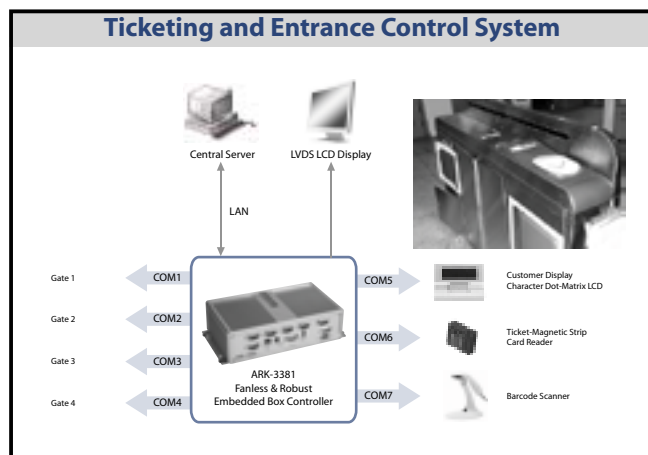 Ticketing and Entrance Control System
Central Server
LVDS LCD Display
LAN
Gate 1
COM1
COM5
Customer Display
Character Dot-Matrix LCD
Gate 2
COM2
COM6
Ticket-Magnetic Strip
Card Reader
Gate 3
COM3
ARK-3381
Fanless & Robust
Embedded Box Controller
Gate 4
COM4
COM7
Barcode Scanner